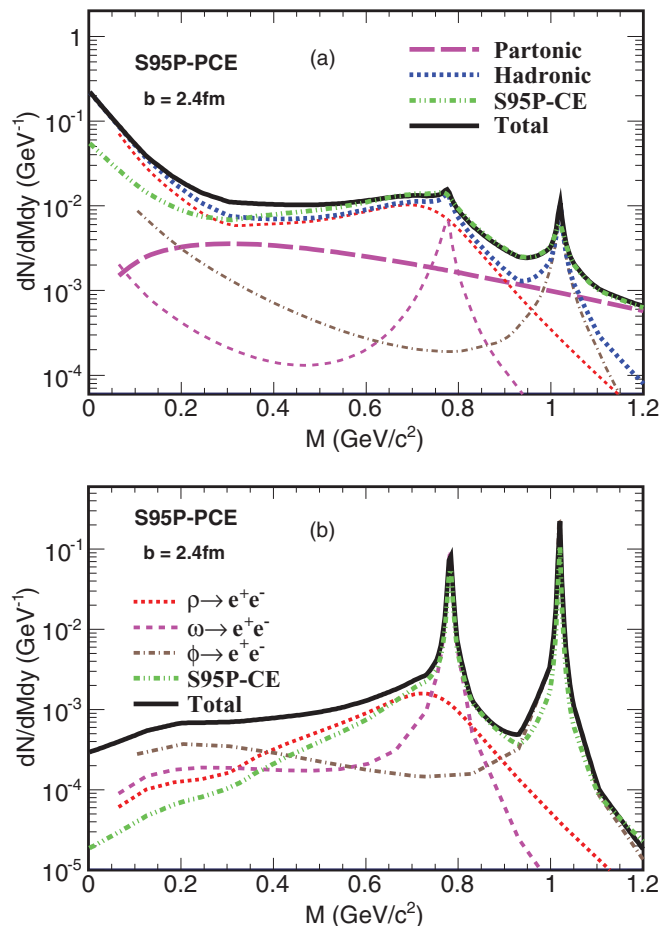 S95P-PCE
(a)
b = 2.4fm
Partonic
Hadronic
S95P-CE
Total
dN/dMdy (GeV⁻¹)
1
10⁻¹
10⁻²
10⁻³
10⁻⁴
0 0.2 0.4 0.6 0.8 1 1.2
M (GeV/c²)
S95P-PCE
(b)
b = 2.4fm
ρ→ e⁺e⁻
ω→ e⁺e⁻
ϕ→ e⁺e⁻
S95P-CE
Total
dN/dMdy (GeV⁻¹)
10⁻¹
10⁻²
10⁻³
10⁻⁴
10⁻⁵
0 0.2 0.4 0.6 0.8 1 1.2
M (GeV/c²)